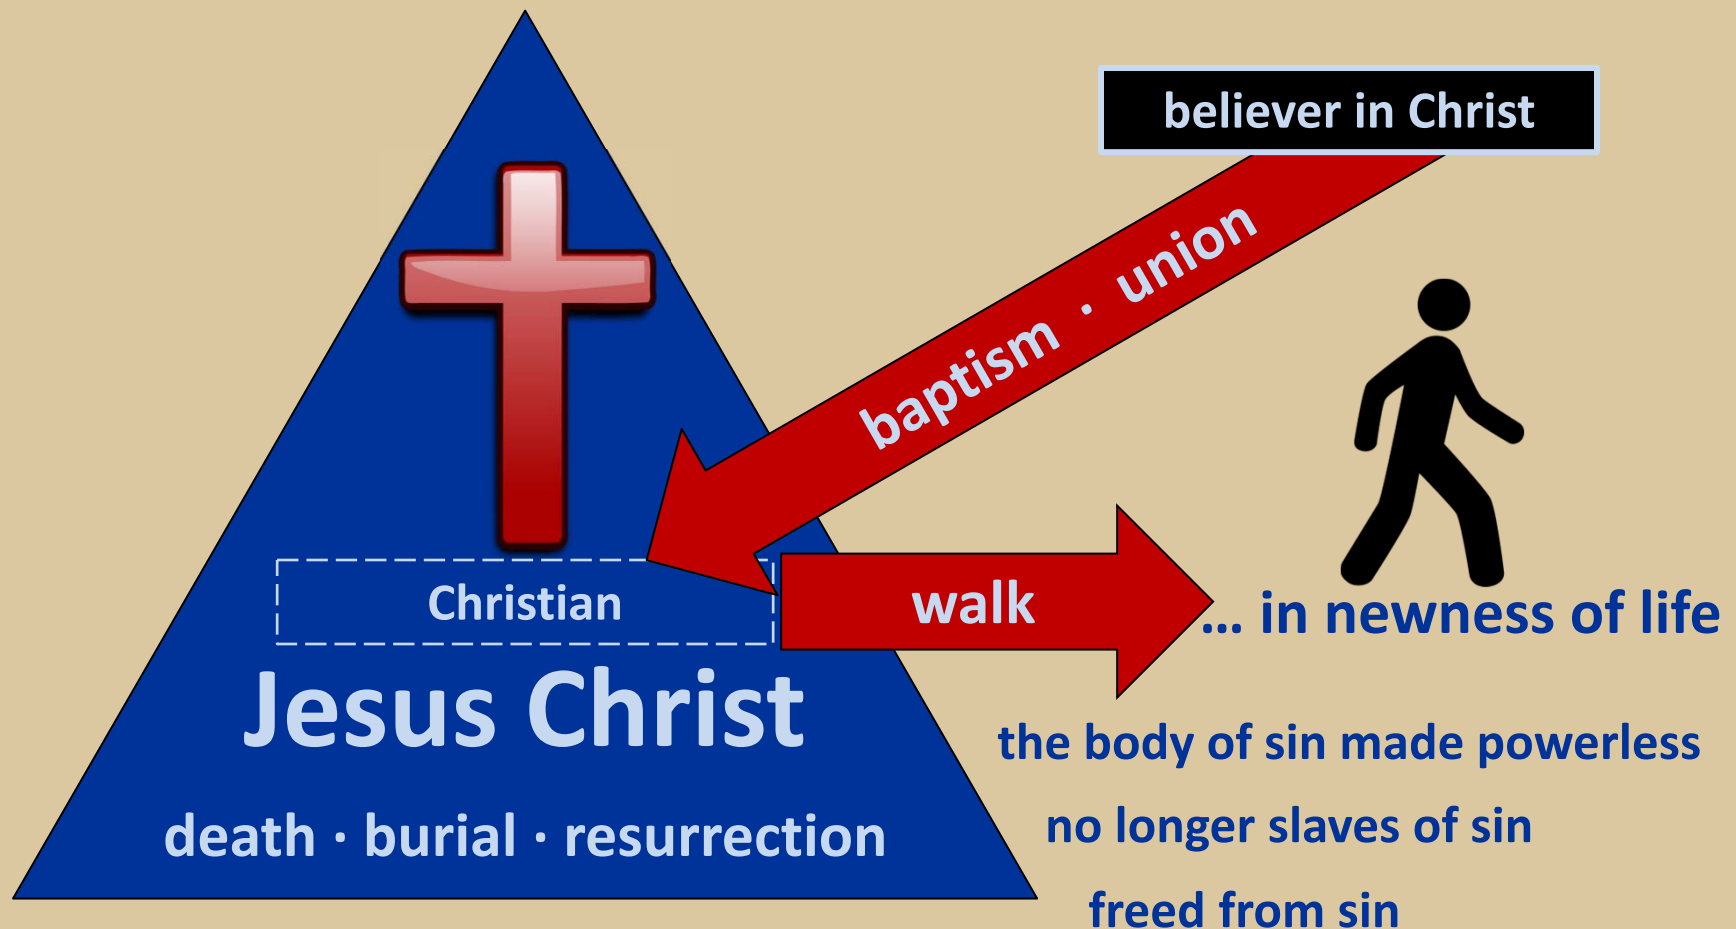 believer in Christ
baptism · union
Christian
walk
... in newness of life
Jesus Christ
the body of sin made powerless
death · burial · resurrection
no longer slaves of sin
freed from sin